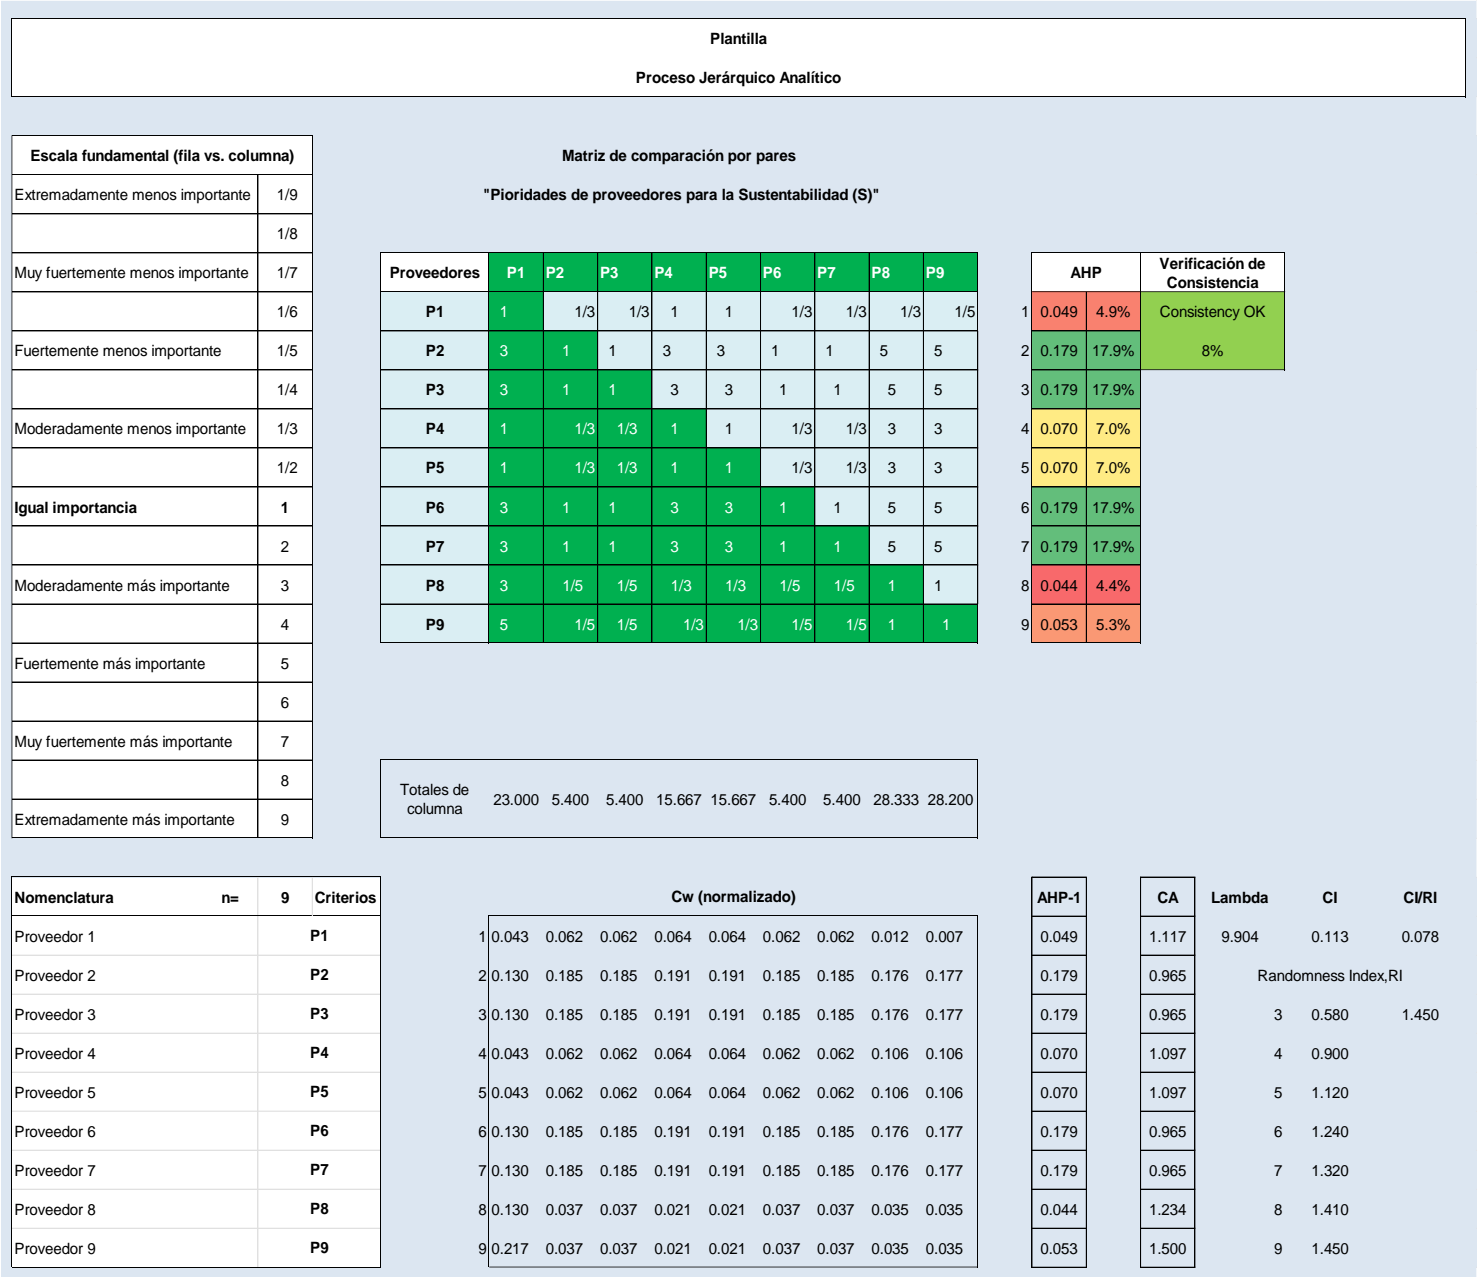 Plantilla
Proceso Jerárquico Analítico
Escala fundamental (fila vs. columna)
Extremadamente menos importante 1/9
1/8
Muy fuertemente menos importante 1/7
1/6
Fuertemente menos importante 1/5
1/4
Moderadamente menos importante 1/3
1/2
Igual importancia 1
2
Moderadamente más importante 3
4
Fuertemente más importante 5
6
Muy fuertemente más importante 7
8
Extremadamente más importante 9
Matriz de comparación por pares
"Pioridades de proveedores para la Sustentabilidad (S)"
Proveedores P1 P2 P3 P4 P5 P6 P7 P8 P9
P1 1 1/3 1/3 1 1 1/3 1/3 1/3 1/5
P2 3 1 1 3 3 1 1 5 5
P3 3 1 1 3 3 1 1 5 5
P4 1 1/3 1/3 1 1 1/3 1/3 3 3
P5 1 1/3 1/3 1 1 1/3 1/3 3 3
P6 3 1 1 3 3 1 1 5 5
P7 3 1 1 3 3 1 1 5 5
P8 3 1/5 1/5 1/3 1/3 1/5 1/5 1 1
P9 5 1/5 1/5 1/3 1/3 1/5 1/5 1 1
AHP Verificación de Consistencia
1 0.049 4.9% Consistency OK
2 0.179 17.9% 8%
3 0.179 17.9%
4 0.070 7.0%
5 0.070 7.0%
6 0.179 17.9%
7 0.179 17.9%
8 0.044 4.4%
9 0.053 5.3%
Totales de columna 23.000 5.400 5.400 15.667 15.667 5.400 5.400 28.333 28.200
Nomenclatura n= 9 Criterios
Proveedor 1 P1
Proveedor 2 P2
Proveedor 3 P3
Proveedor 4 P4
Proveedor 5 P5
Proveedor 6 P6
Proveedor 7 P7
Proveedor 8 P8
Proveedor 9 P9
Cw (normalizado)
1 0.043 0.062 0.062 0.064 0.064 0.062 0.062 0.012 0.007
2 0.130 0.185 0.185 0.191 0.191 0.185 0.185 0.176 0.177
3 0.130 0.185 0.185 0.191 0.191 0.185 0.185 0.176 0.177
4 0.043 0.062 0.062 0.064 0.064 0.062 0.062 0.106 0.106
5 0.043 0.062 0.062 0.064 0.064 0.062 0.062 0.106 0.106
6 0.130 0.185 0.185 0.191 0.191 0.185 0.185 0.176 0.177
7 0.130 0.185 0.185 0.191 0.191 0.185 0.185 0.176 0.177
8 0.130 0.037 0.037 0.021 0.021 0.037 0.037 0.035 0.035
9 0.217 0.037 0.037 0.021 0.021 0.037 0.037 0.035 0.035
AHP-1 CA Lambda CI CI/RI
0.049 1.117 9.904 0.113 0.078
0.179 0.965 Randomness Index,RI
0.179 0.965 3 0.580 1.450
0.070 1.097 4 0.900
0.070 1.097 5 1.120
0.179 0.965 6 1.240
0.179 0.965 7 1.320
0.044 1.234 8 1.410
0.053 1.500 9 1.450